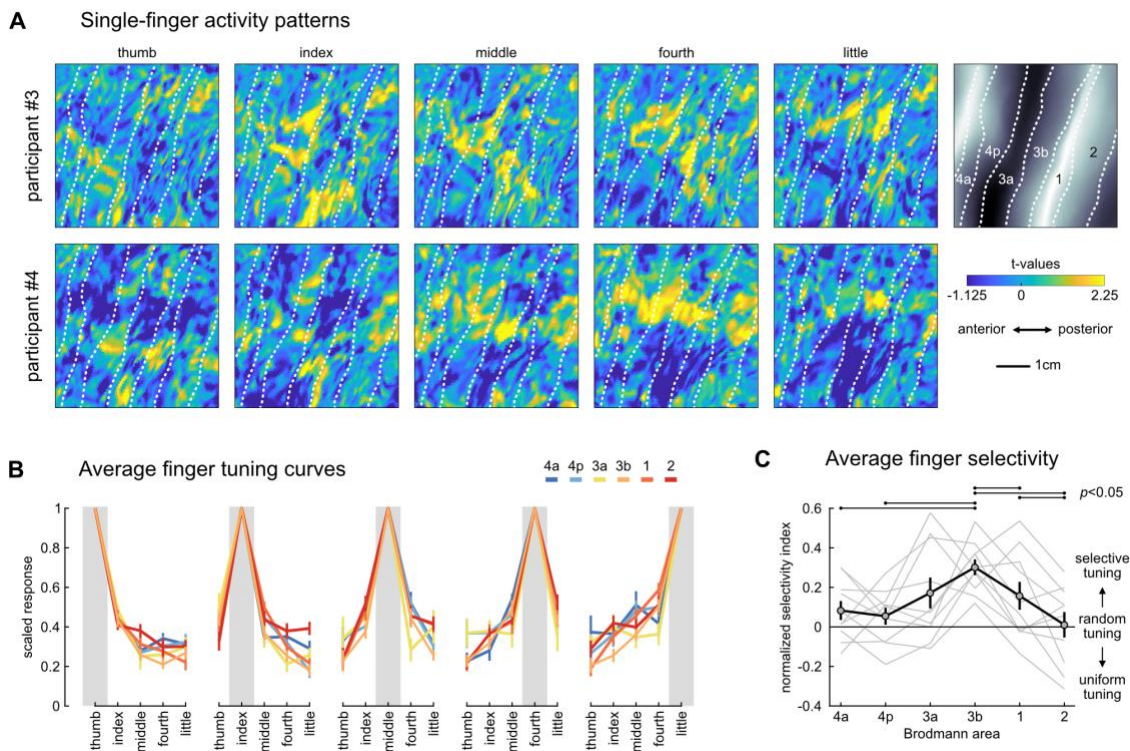 A Single-finger activity patterns
thumb index middle fourth little
participant #3
4a 4p 3a 3b 1 2
participant #4
t-values
-1.125 0 2.25
anterior posterior
1cm
B Average finger tuning curves
4a 4p 3a 3b 1 2
scaled response
1
0.8
0.6
0.4
0.2
0
thumb index middle fourth little
thumb index middle fourth little
thumb index middle fourth little
thumb index middle fourth little
thumb index middle fourth little
C Average finger selectivity
p<0.05
normalized selectivity index
0.6
0.4
0.2
0
-0.2
-0.4
4a 4p 3a 3b 1 2
Brodmann area
selective
tuning
random
tuning
uniform
tuning